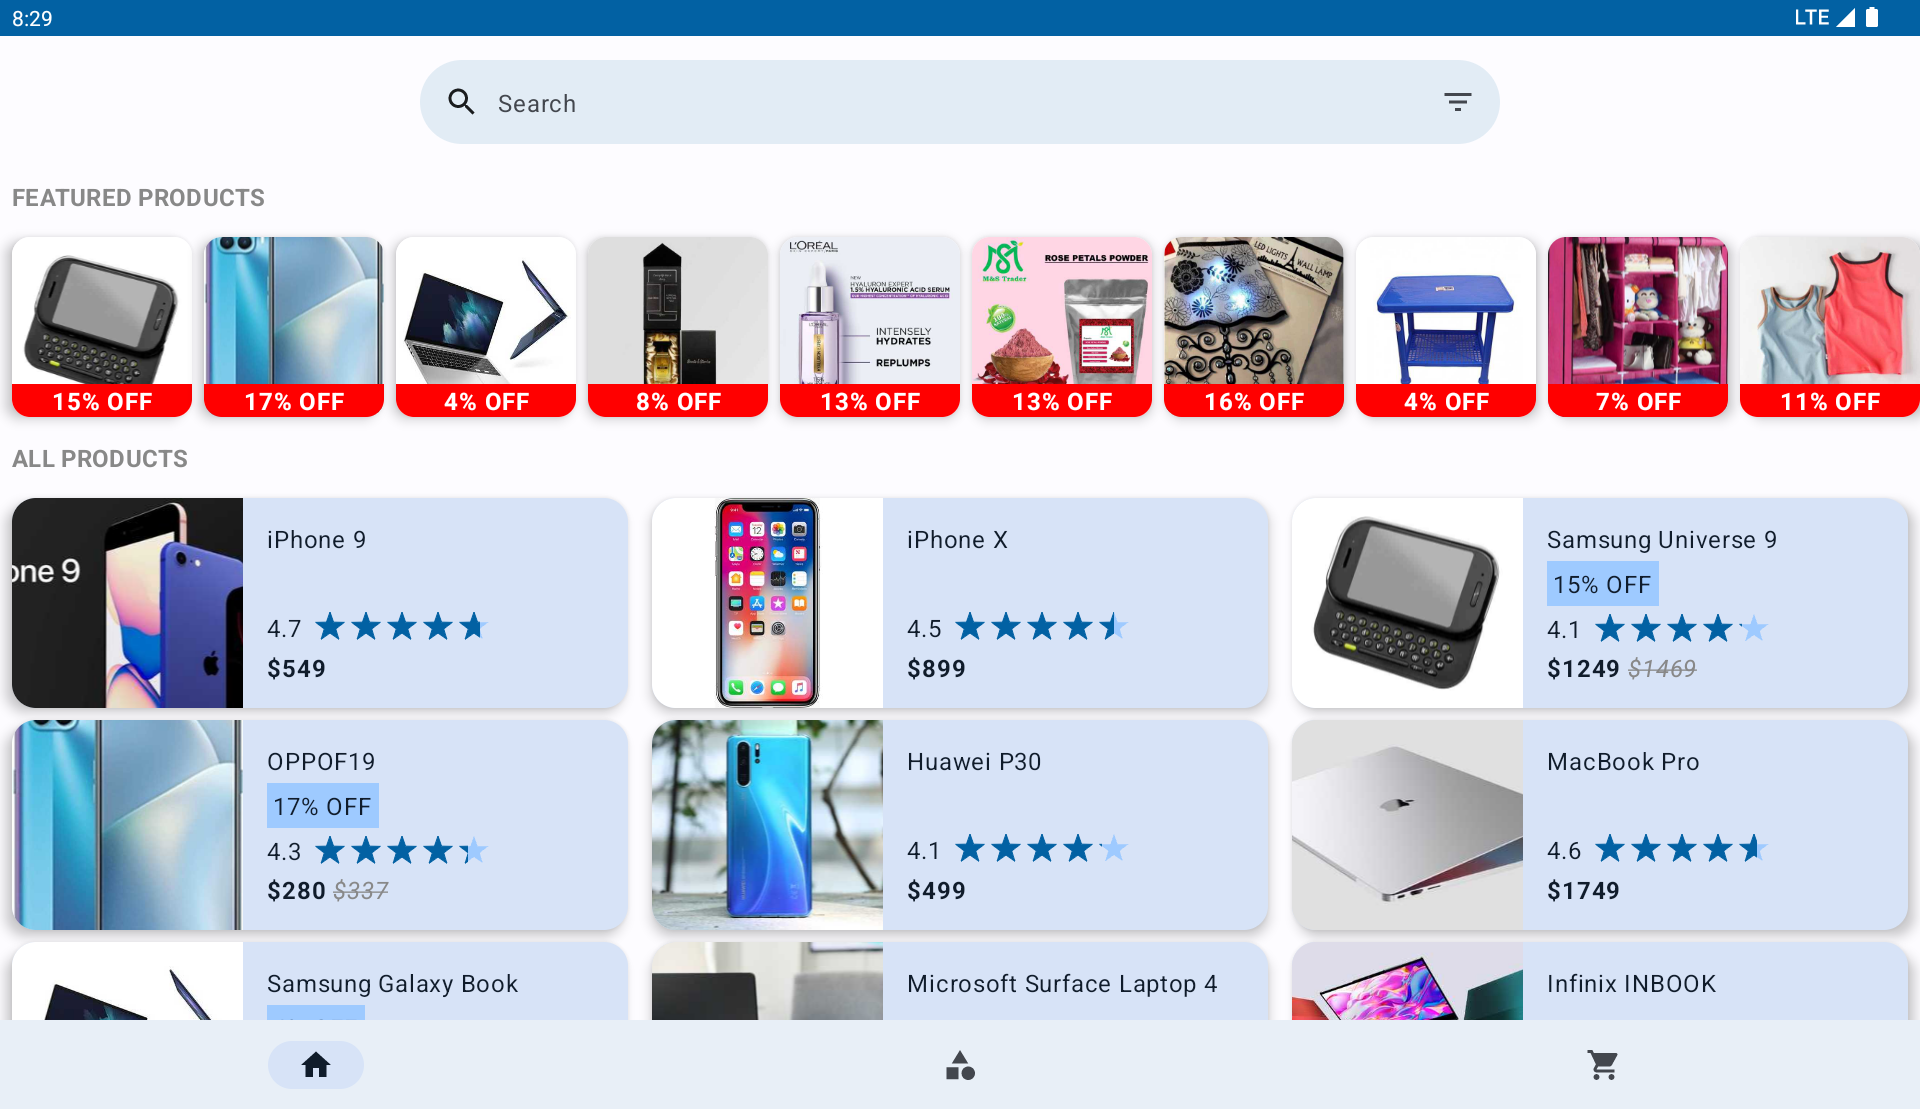 8:29
LTE
Search
FEATURED PRODUCTS
15% OFF
17% OFF
4% OFF
8% OFF
L'ORÉAL
NEW
HYALURON EXPERT
1.5% HYALURONIC ACID SERUM
INTENSELY
HYDRATES
REPLUMPS
13% OFF
M&S Trader
ROSE PETALS POWDER
13% OFF
LED LIGHTS WALL LAMP
16% OFF
4% OFF
7% OFF
11% OFF
ALL PRODUCTS
one 9
iPhone 9
4.7
$549
iPhone X
4.5
$899
Samsung Universe 9
15% OFF
4.1
$1249 $1469
OPPOF19
17% OFF
4.3
$280 $337
Huawei P30
4.1
$499
MacBook Pro
4.6
$1749
Samsung Galaxy Book
Microsoft Surface Laptop 4
Infinix INBOOK